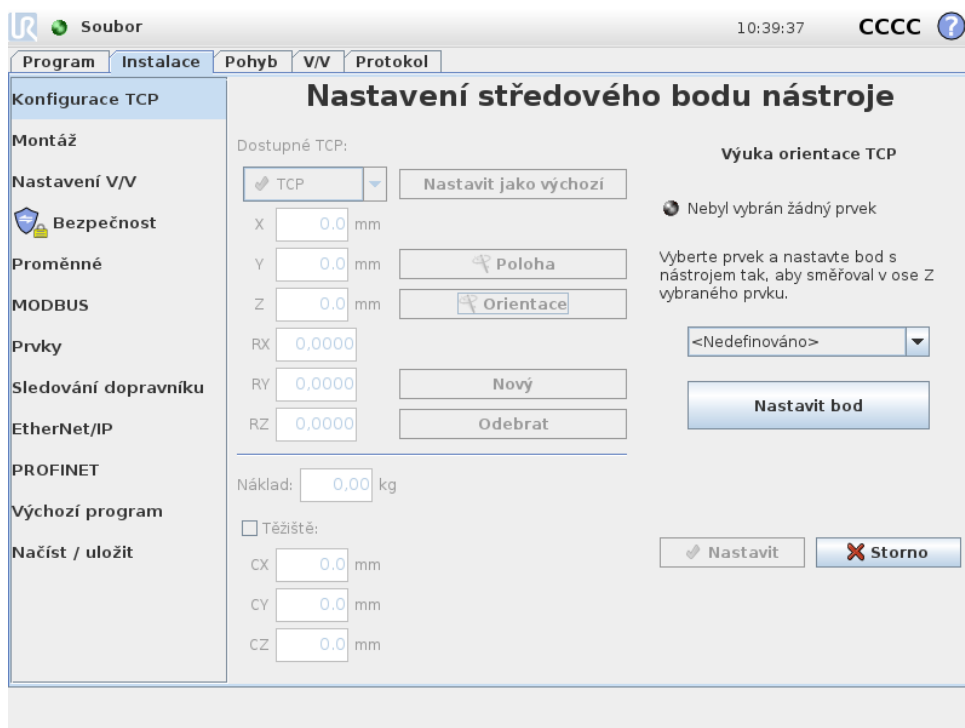 UR Soubor 10:39:37 CCCC ?
Program Instalace Pohyb V/V Protokol
Konfigurace TCP
Montáž
Nastavení V/V
Bezpečnost
Proměnné
MODBUS
Prvky
Sledování dopravníku
EtherNet/IP
PROFINET
Výchozí program
Načíst / uložit
Nastavení středového bodu nástroje
Dostupné TCP:
TCP Nastavit jako výchozí
X 0.0 mm
Y 0.0 mm Poloha
Z 0.0 mm Orientace
RX 0,0000
RY 0,0000 Nový
RZ 0,0000 Odebrat
Náklad: 0,00 kg
Těžiště:
CX 0.0 mm
CY 0.0 mm
CZ 0.0 mm
Výuka orientace TCP
Nebyl vybrán žádný prvek
Vyberte prvek a nastavte bod s
nástrojem tak, aby směřoval v ose Z
vybraného prvku.
<Nedefinováno>
Nastavit bod
Nastavit Storno